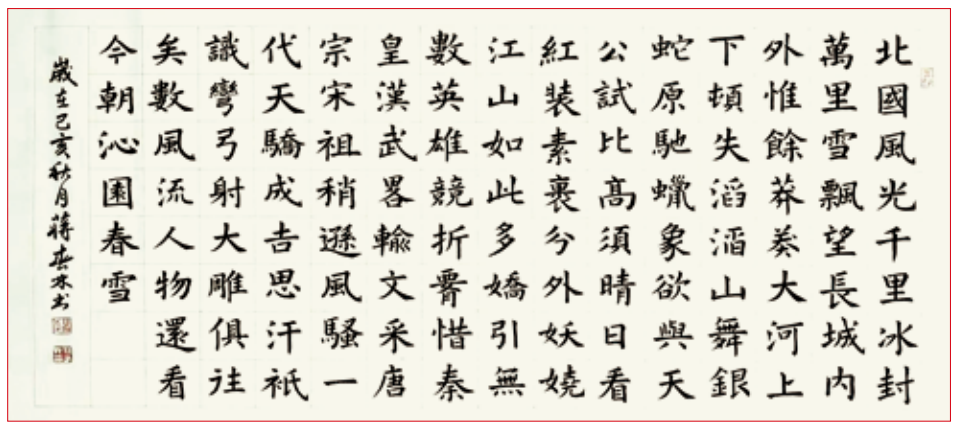 北國風光千里冰封
萬里雪飄望長城内
外惟餘莽莽大河上
下頓失滔滔山舞銀
蛇原馳蠟象欲與天
公試比高須晴日看
紅裝素裹分外妖嬈
江山如此多嬌引無
數英雄競折腰惜秦
皇漢武畧輸文采唐
宗宋祖稍遜風騷一
代天驕成吉思汗衹
識彎弓射大雕俱往
矣數風流人物還看
今朝沁園春雪
歲在己亥秋月蔣春木书